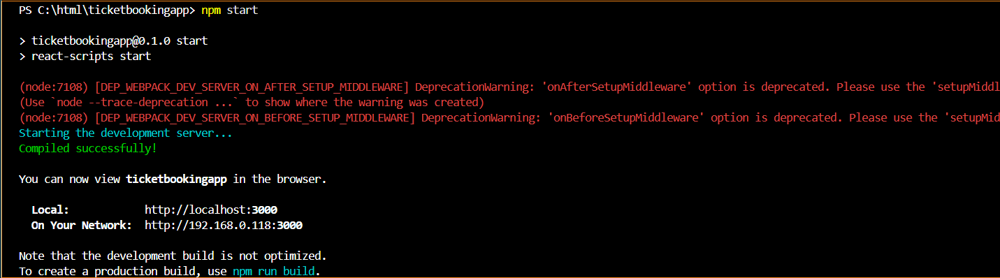 PS C:\html\ticketbookingapp> npm start
> ticketbookingapp@0.1.0 start
> react-scripts start
(node:7108) [DEP_WEBPACK_DEV_SERVER_ON_AFTER_SETUP_MIDDLEWARE] DeprecationWarning: 'onAfterSetupMiddleware' option is deprecated. Please use the 'setupMiddl
(Use `node --trace-deprecation ...` to show where the warning was created)
(node:7108) [DEP_WEBPACK_DEV_SERVER_ON_BEFORE_SETUP_MIDDLEWARE] DeprecationWarning: 'onBeforeSetupMiddleware' option is deprecated. Please use the 'setupMid
Starting the development server...
Compiled successfully!
You can now view ticketbookingapp in the browser.
Local: http://localhost:3000
On Your Network: http://192.168.0.118:3000
Note that the development build is not optimized.
To create a production build, use npm run build.